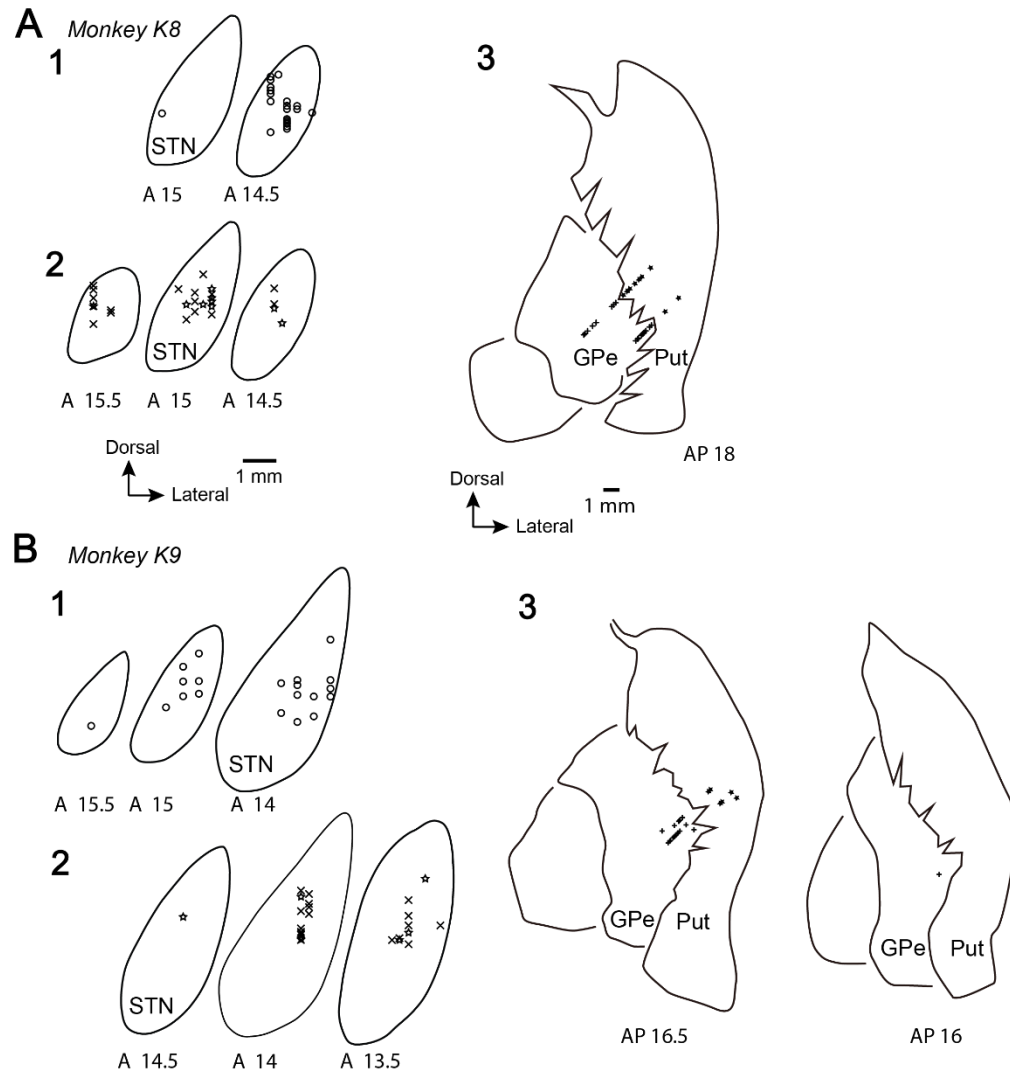 A Monkey K8
1
STN
A 15 A 14.5
2
STN
A 15.5 A 15 A 14.5
Dorsal
Lateral
1 mm
3
GPe Put
AP 18
Dorsal
Lateral
1 mm
B Monkey K9
1
STN
A 15.5 A 15 A 14
2
STN
A 14.5 A 14 A 13.5
3
GPe Put
AP 16.5
GPe Put
AP 16